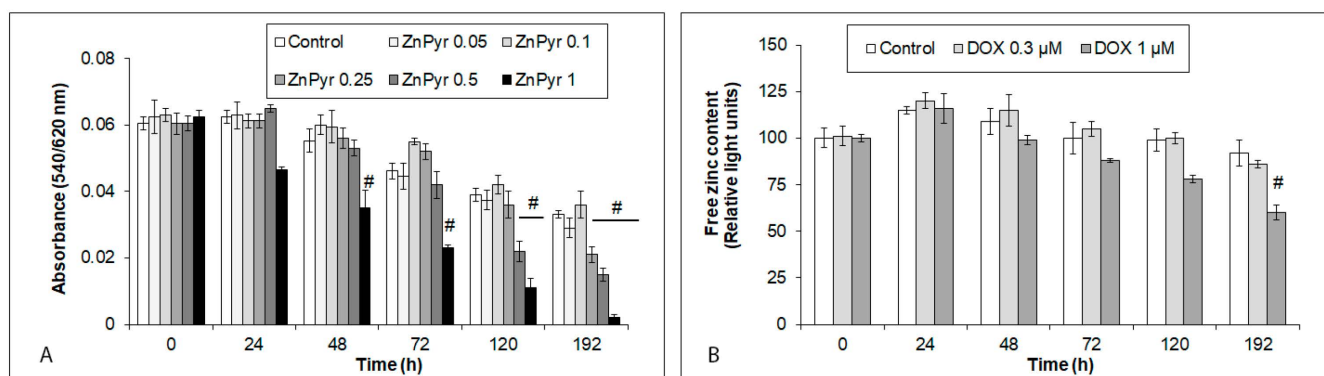 Control ZnPyr 0.05 ZnPyr 0.1
ZnPyr 0.25 ZnPyr 0.5 ZnPyr 1
0.08
0.06
0.04
0.02
0
Absorbance (540/620 nm)
# # # #
0 24 48 72 120 192
Time (h)
A
Control DOX 0.3 µM DOX 1 µM
150
125
100
75
50
25
0
Free zinc content
(Relative light units)
#
0 24 48 72 120 192
Time (h)
B